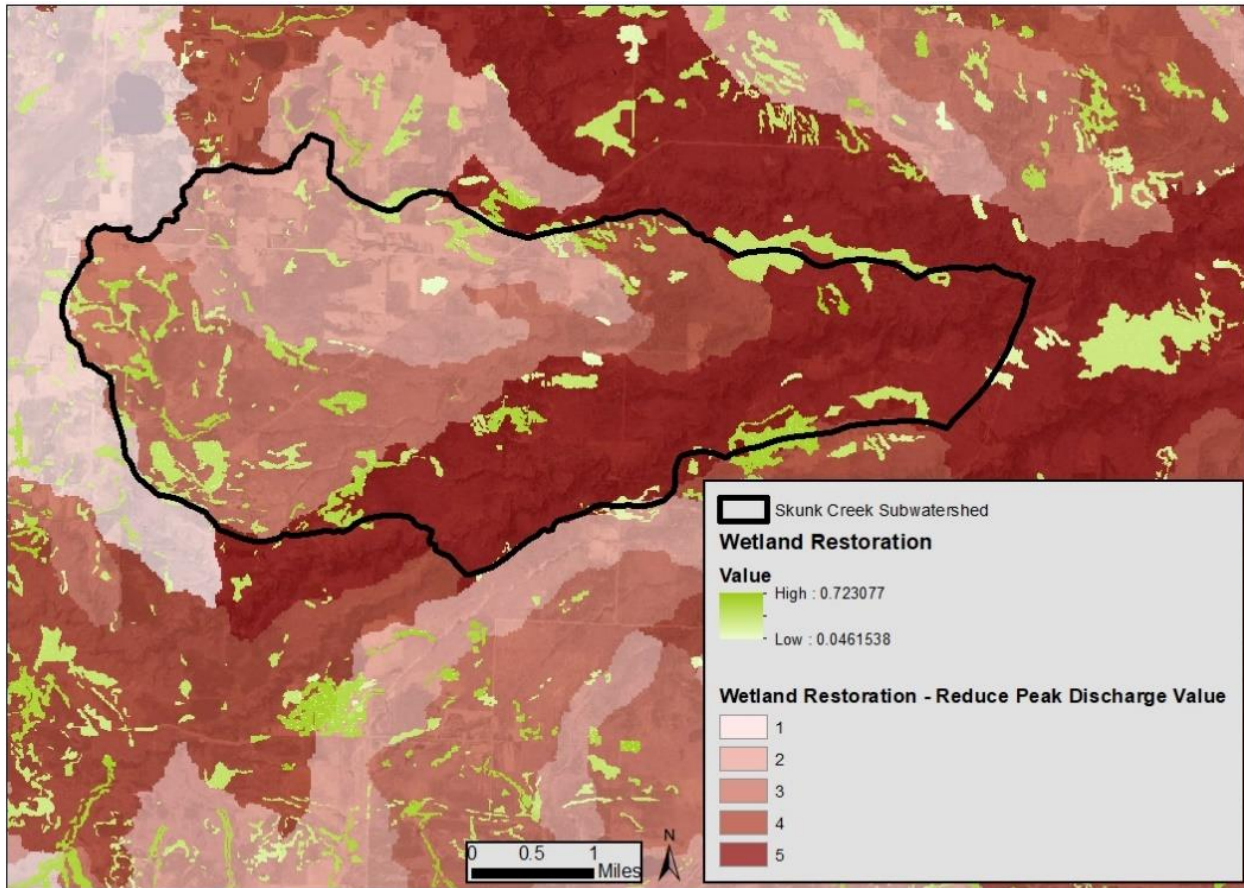 Skunk Creek Subwatershed
Wetland Restoration
Value
High : 0.723077
Low : 0.0461538
Wetland Restoration - Reduce Peak Discharge Value
1
2
3
4
5
0 0.5 1
Miles
N